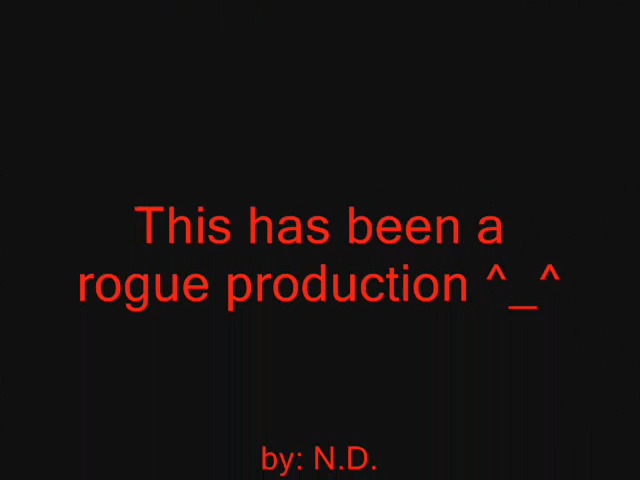 This has been a
rogue production ^_^
by: N.D.